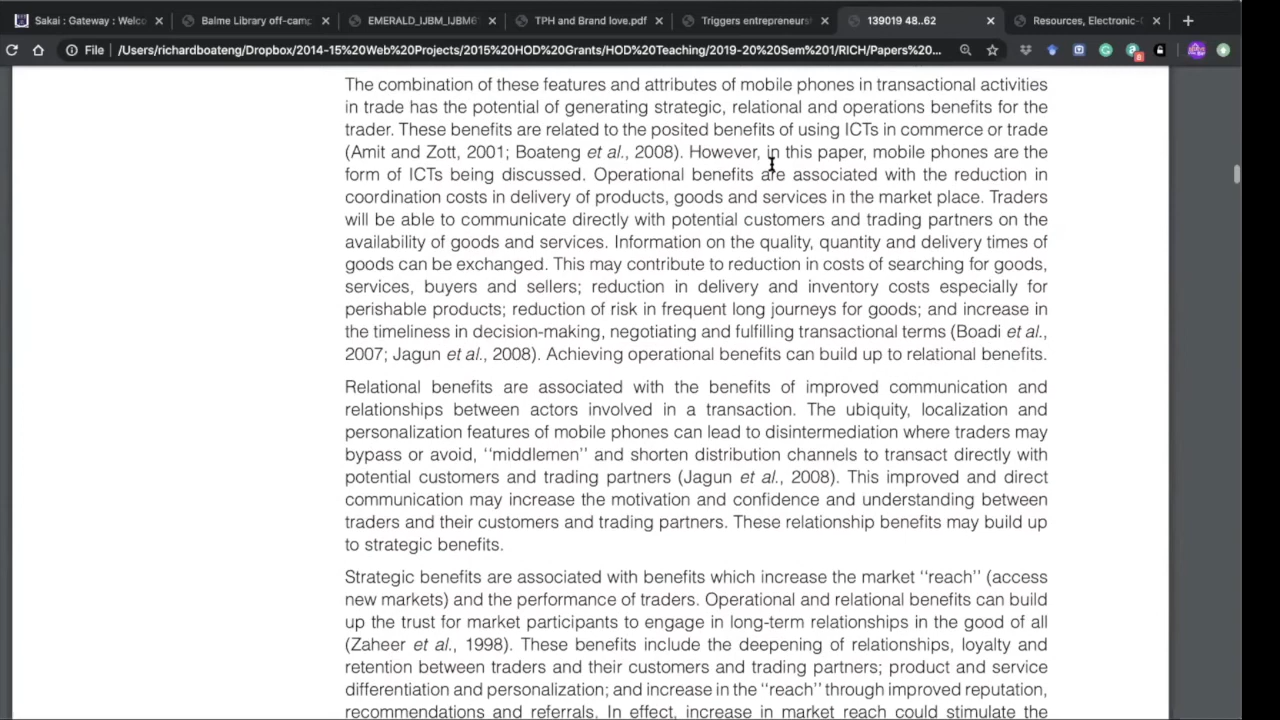 Sakai : Gateway : Welco
Balme Library off-camp
EMERALD_IJBM_IJBM6
TPH and Brand love.pdf
Triggers entrepreneurs
139019 48..62
Resources, Electronic-
File
/Users/richardboateng/Dropbox/2014-15%20Web%20Projects/2015%20HOD%20Grants/HOD%20Teaching/2019-20%20Sem%201/RICH/Papers%20...
8
The combination of these features and attributes of mobile phones in transactional activities
in trade has the potential of generating strategic, relational and operations benefits for the
trader. These benefits are related to the posited benefits of using ICTs in commerce or trade
(Amit and Zott, 2001; Boateng et al., 2008). However, in this paper, mobile phones are the
form of ICTs being discussed. Operational benefits are associated with the reduction in
coordination costs in delivery of products, goods and services in the market place. Traders
will be able to communicate directly with potential customers and trading partners on the
availability of goods and services. Information on the quality, quantity and delivery times of
goods can be exchanged. This may contribute to reduction in costs of searching for goods,
services, buyers and sellers; reduction in delivery and inventory costs especially for
perishable products; reduction of risk in frequent long journeys for goods; and increase in
the timeliness in decision-making, negotiating and fulfilling transactional terms (Boadi et al.,
2007; Jagun et al., 2008). Achieving operational benefits can build up to relational benefits.
Relational benefits are associated with the benefits of improved communication and
relationships between actors involved in a transaction. The ubiquity, localization and
personalization features of mobile phones can lead to disintermediation where traders may
bypass or avoid, ‘‘middlemen’’ and shorten distribution channels to transact directly with
potential customers and trading partners (Jagun et al., 2008). This improved and direct
communication may increase the motivation and confidence and understanding between
traders and their customers and trading partners. These relationship benefits may build up
to strategic benefits.
Strategic benefits are associated with benefits which increase the market ‘‘reach’’ (access
new markets) and the performance of traders. Operational and relational benefits can build
up the trust for market participants to engage in long-term relationships in the good of all
(Zaheer et al., 1998). These benefits include the deepening of relationships, loyalty and
retention between traders and their customers and trading partners; product and service
differentiation and personalization; and increase in the ‘‘reach’’ through improved reputation,
recommendations and referrals. In effect, increase in market reach could stimulate the